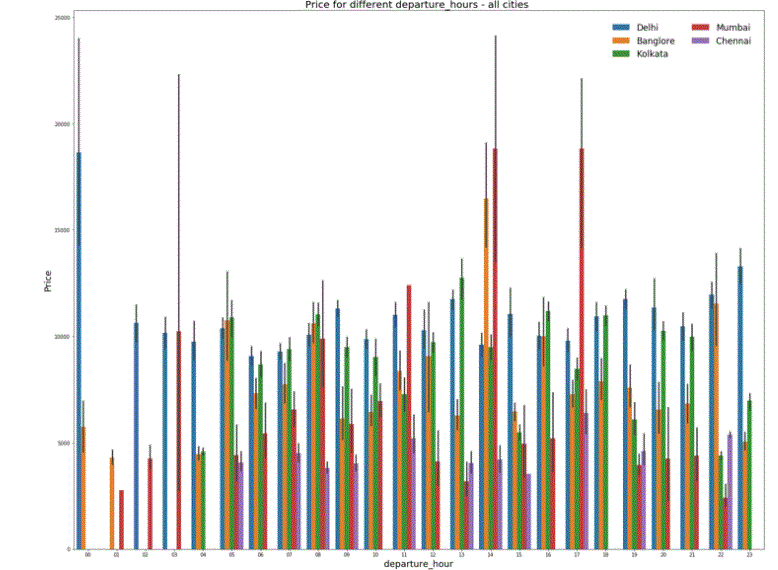 Price for different departure_hours - all cities
25000
Delhi Mumbai
Banglore Chennai
Kolkata
20000
15000
Price
10000
5000
0
00 01 02 03 04 05 06 07 08 09 10 11 12 13 14 15 16 17 18 19 20 21 22 23
departure_hour